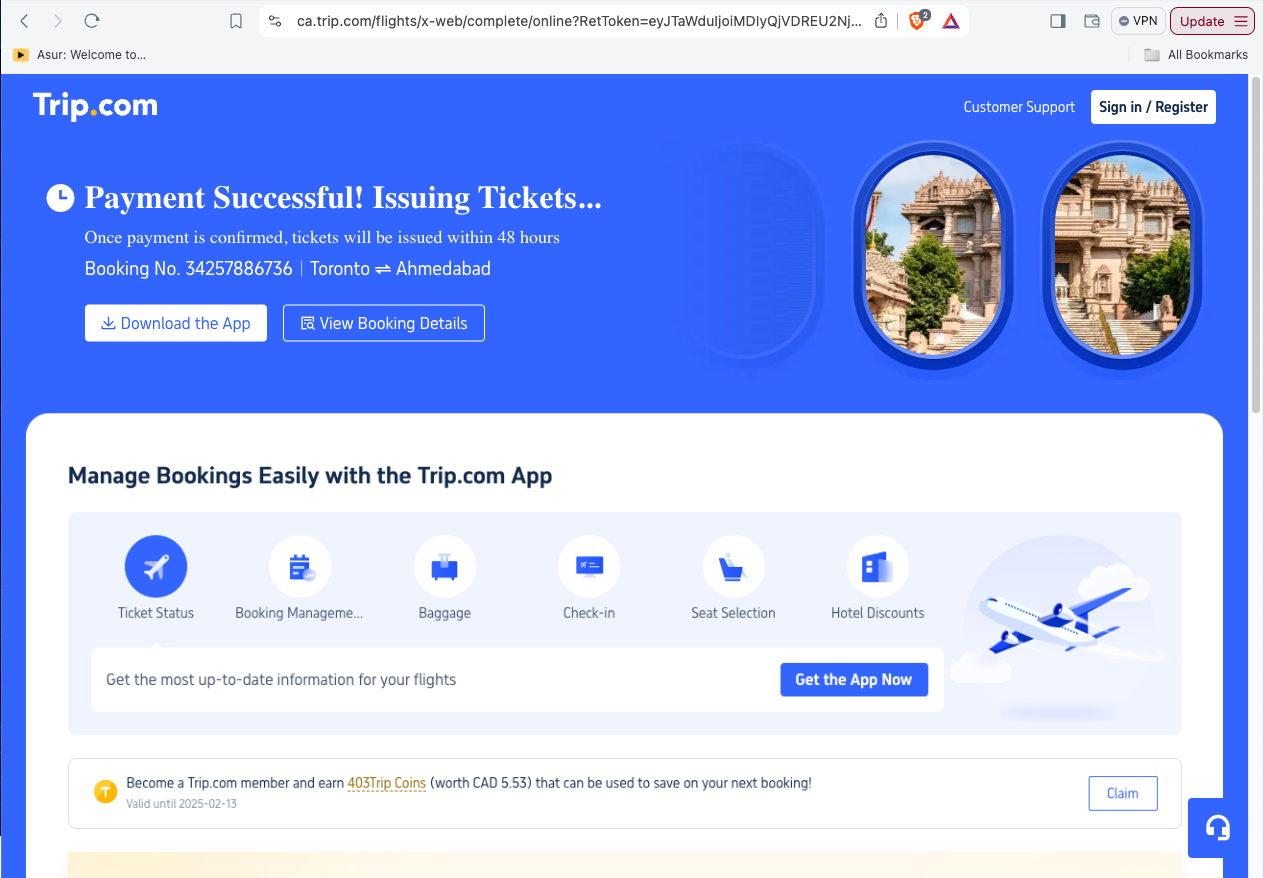 ca.trip.com/flights/x-web/complete/online?RetToken=eyJTaWduIjoiMDIyQjVDREU2Nj...
2
VPN
Update
Asur: Welcome to...
All Bookmarks
Trip.com
Customer Support
Sign in / Register
Payment Successful! Issuing Tickets...
Once payment is confirmed, tickets will be issued within 48 hours
Booking No. 34257886736 | Toronto ⇌ Ahmedabad
Download the App
View Booking Details
Manage Bookings Easily with the Trip.com App
Ticket Status
Booking Manageme...
Baggage
Check-in
Seat Selection
Hotel Discounts
Get the most up-to-date information for your flights
Get the App Now
T
Become a Trip.com member and earn 403Trip Coins (worth CAD 5.53) that can be used to save on your next booking!
Valid until 2025-02-13
Claim